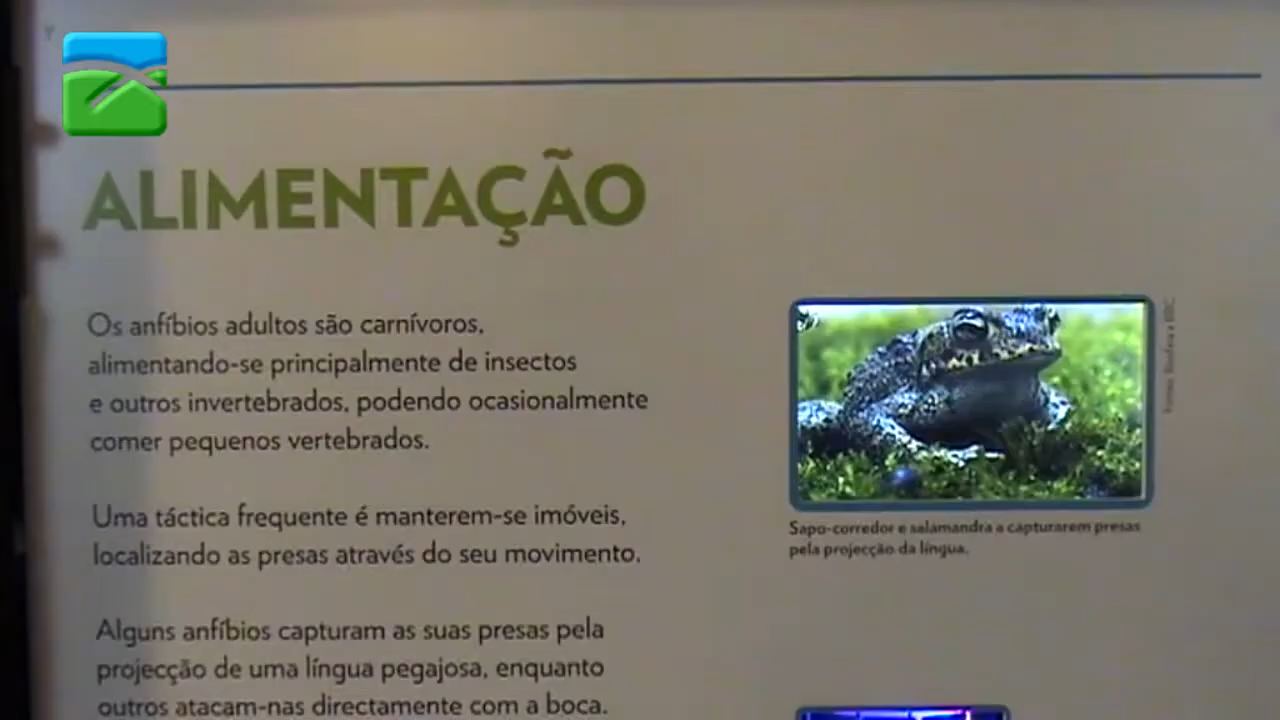 ALIMENTAÇÃO
Os anfíbios adultos são carnívoros,
alimentando-se principalmente de insectos
e outros invertebrados, podendo ocasionalmente
comer pequenos vertebrados.
Uma táctica frequente é manterem-se imóveis,
localizando as presas através do seu movimento.
Alguns anfíbios capturam as suas presas pela
projecção de uma língua pegajosa, enquanto
outros atacam-nas directamente com a boca.
Sapo-corredor e salamandra a capturarem presas
pela projecção da língua.